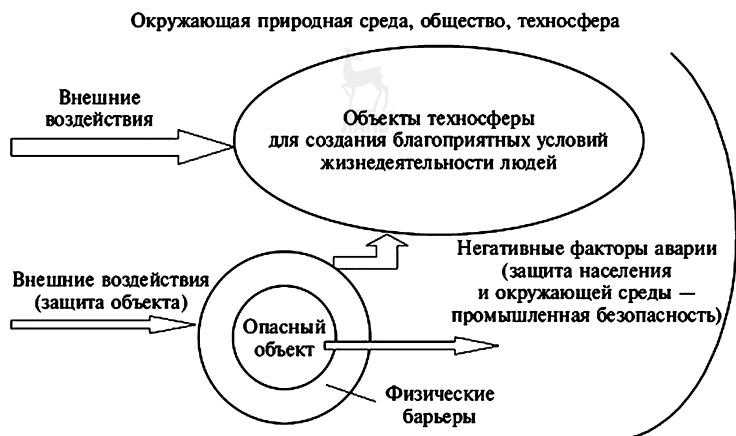 Окружающая природная среда, общество, техносфера
Внешние
воздействия
Объекты техносферы
для создания благоприятных условий
жизнедеятельности людей
Внешние воздействия
(защита объекта)
Опасный
объект
Негативные факторы аварии
(защита населения
и окружающей среды —
промышленная безопасность)
Физические
барьеры